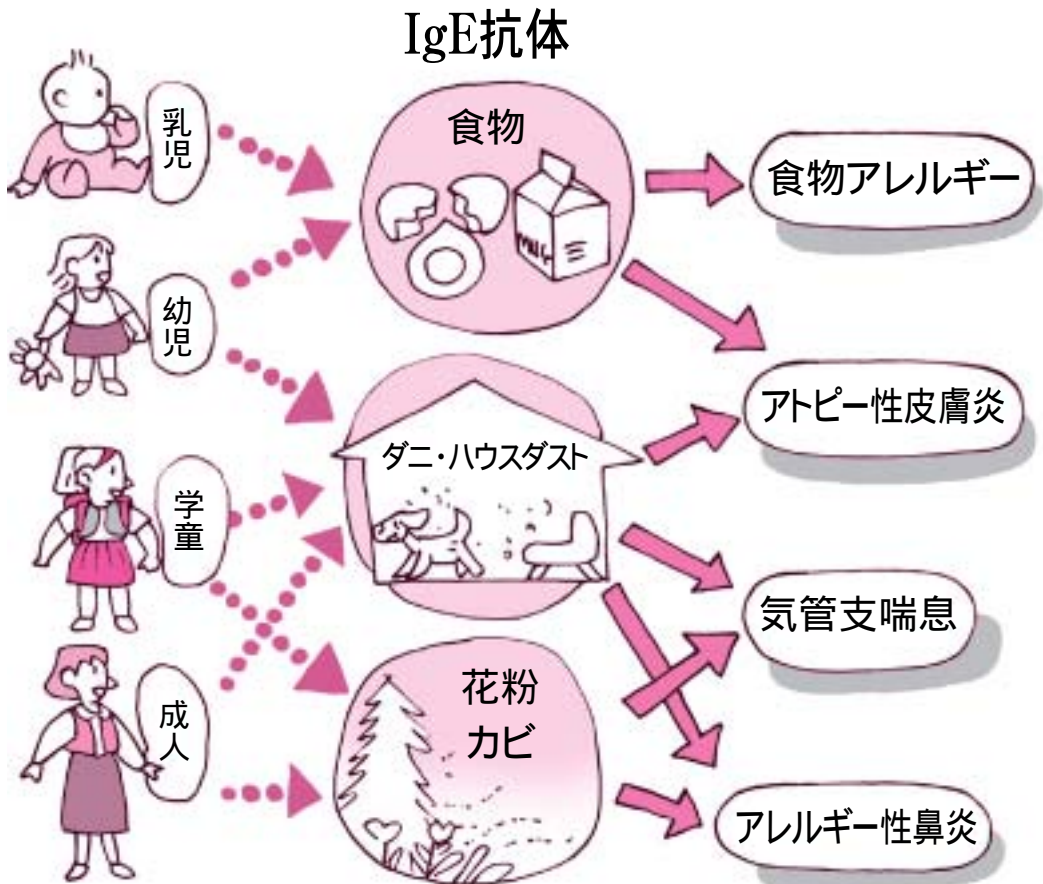 IgE抗体
乳児
幼児
学童
成人
食物
Milk
ダニ・ハウスダスト
花粉
カビ
食物アレルギー
アトピー性皮膚炎
気管支喘息
アレルギー性鼻炎